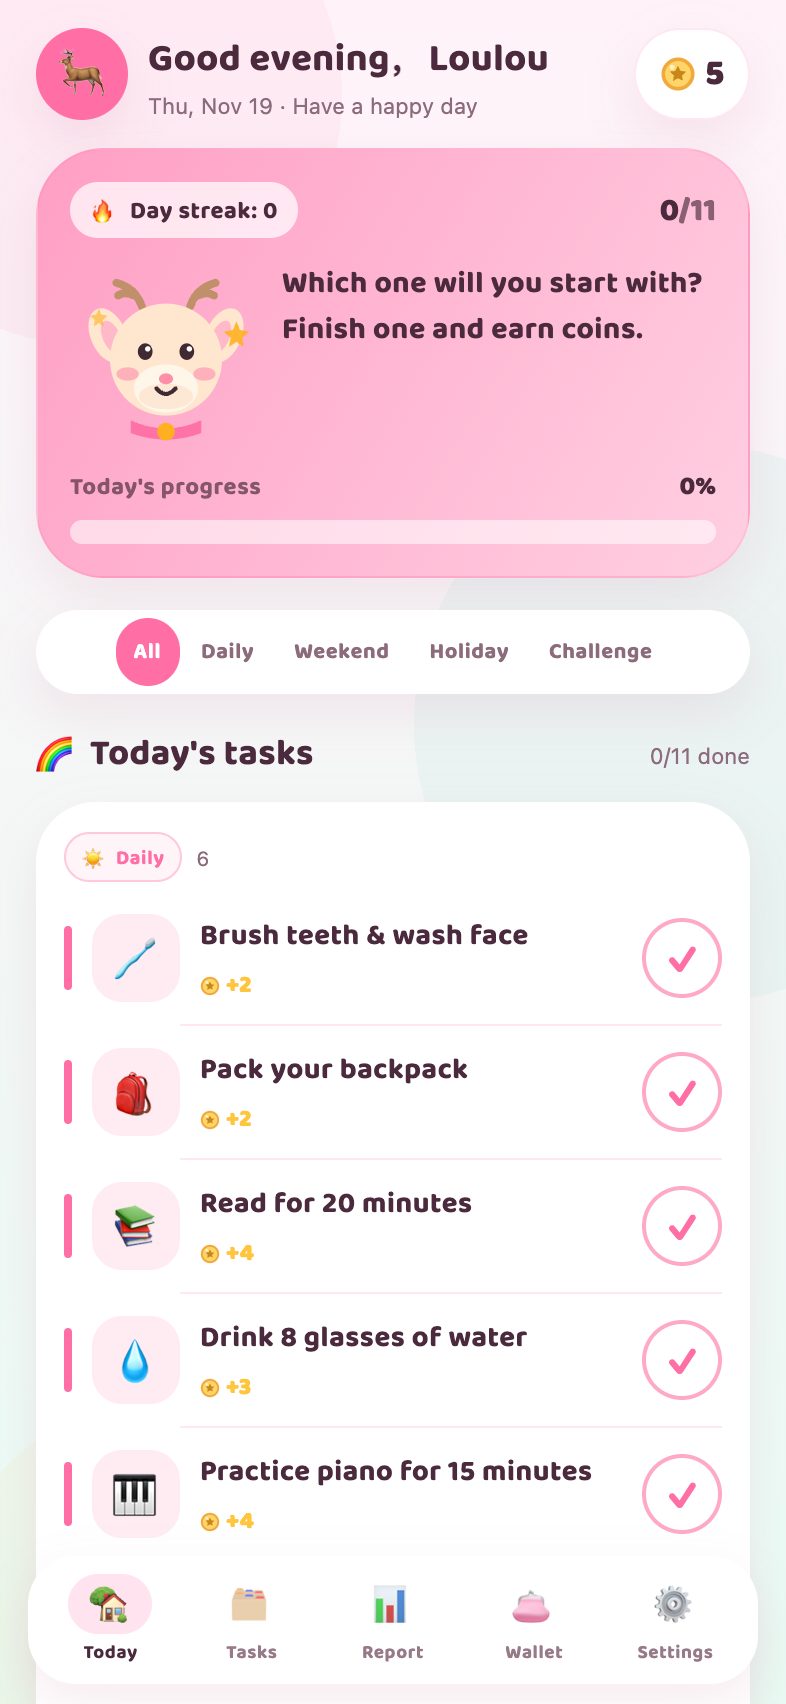 Good evening, Loulou
Thu, Nov 19 · Have a happy day
5
Day streak: 0
0/11
Which one will you start with?
Finish one and earn coins.
Today's progress
0%
All Daily Weekend Holiday Challenge
Today's tasks
0/11 done
Daily 6
Brush teeth & wash face
+2
Pack your backpack
+2
Read for 20 minutes
+4
Drink 8 glasses of water
+3
Practice piano for 15 minutes
+4
Today Tasks Report Wallet Settings